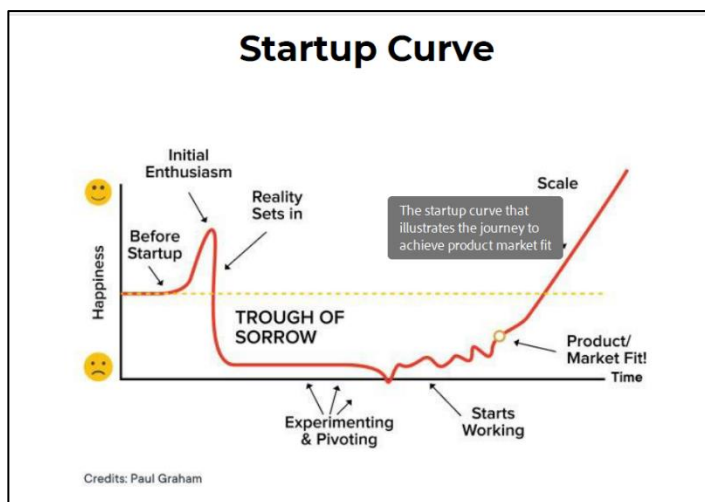 Startup Curve
Initial
Enthusiasm
Reality
Sets in
Before
Startup
Scale
The startup curve that
illustrates the journey to
achieve product market fit
Happiness
TROUGH OF
SORROW
Product/
Market Fit!
Time
Experimenting
& Pivoting
Starts
Working
Credits: Paul Graham